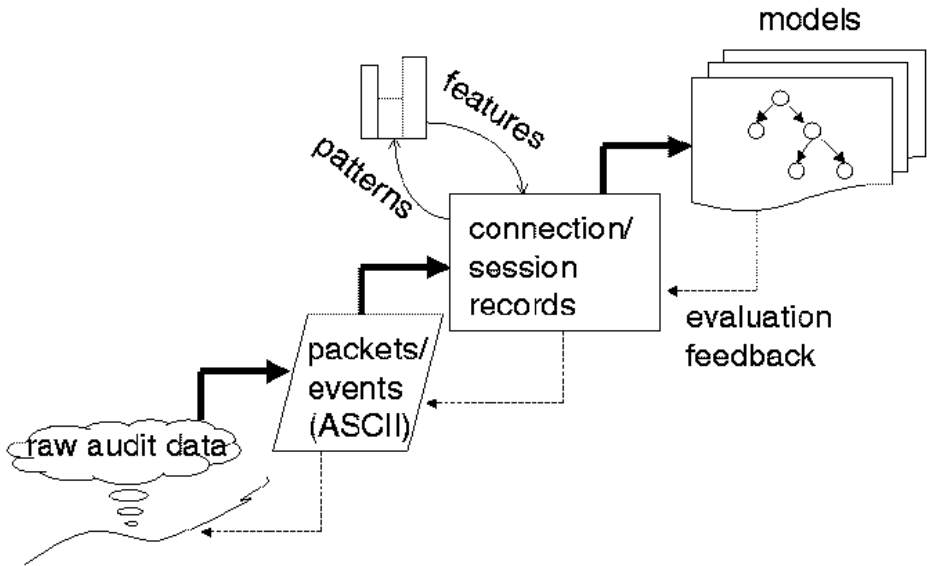 models
features
patterns
connection/
session
records
evaluation
feedback
packets/
events
(ASCII)
raw audit data